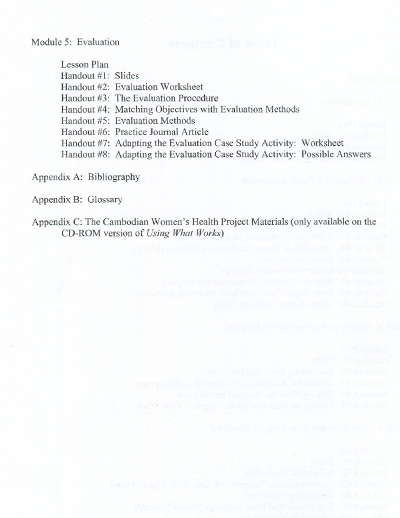 Module 5: Evaluation
Lesson Plan
Handout #1: Slides
Handout #2: Evaluation Worksheet
Handout #3: The Evaluation Procedure
Handout #4: Matching Objectives with Evaluation Methods
Handout #5: Evaluation Methods
Handout #6: Practice Journal Article
Handout #7: Adapting the Evaluation Case Study Activity: Worksheet
Handout #8: Adapting the Evaluation Case Study Activity: Possible Answers
Appendix A: Bibliography
Appendix B: Glossary
Appendix C: The Cambodian Women's Health Project Materials (only available on the
CD-ROM version of Using What Works)